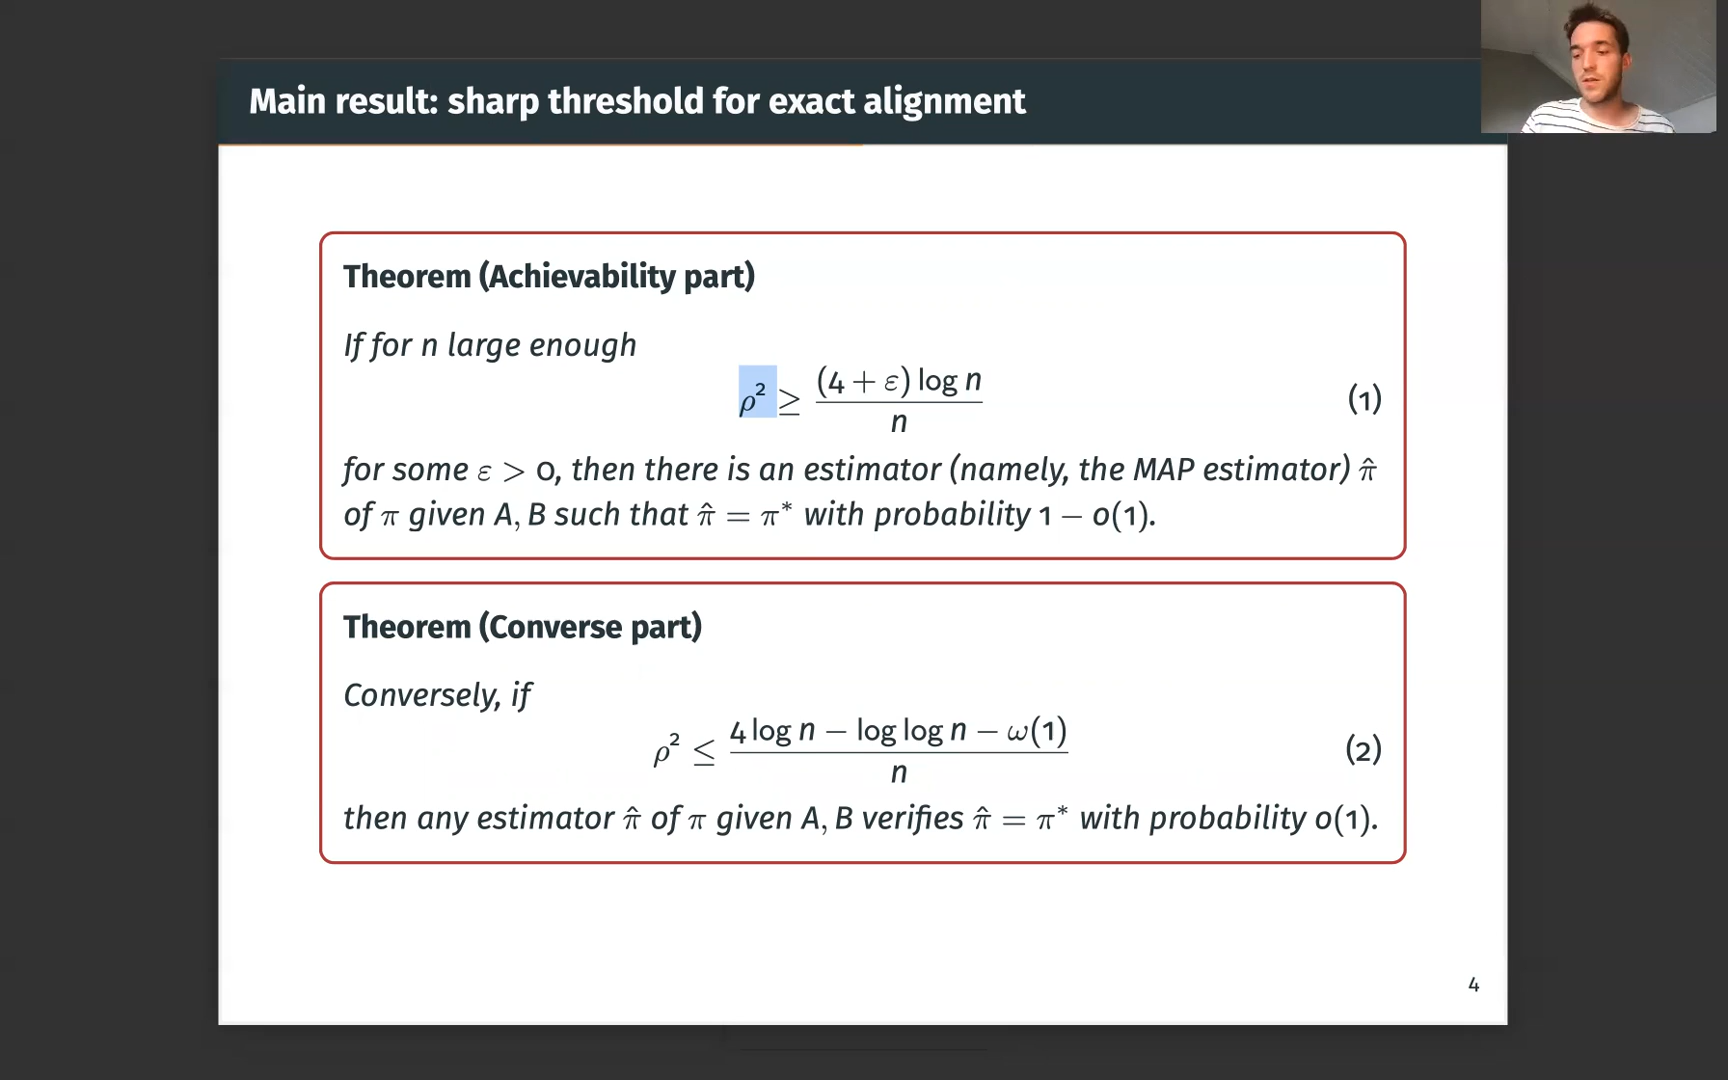 Main result: sharp threshold for exact alignment
Theorem (Achievability part)
If for n large enough
ρ² ≥ (4 + ε) log n / n (1)
for some ε > 0, then there is an estimator (namely, the MAP estimator) π̂
of π given A, B such that π̂ = π* with probability 1 − o(1).
Theorem (Converse part)
Conversely, if
ρ² ≤ 4 log n − log log n − ω(1) / n (2)
then any estimator π̂ of π given A, B verifies π̂ = π* with probability o(1).
4